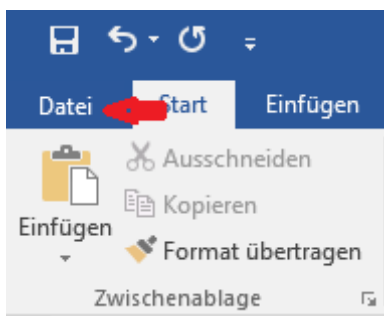 Datei Start Einfügen
Ausschneiden
Kopieren
Einfügen
Format übertragen
Zwischenablage